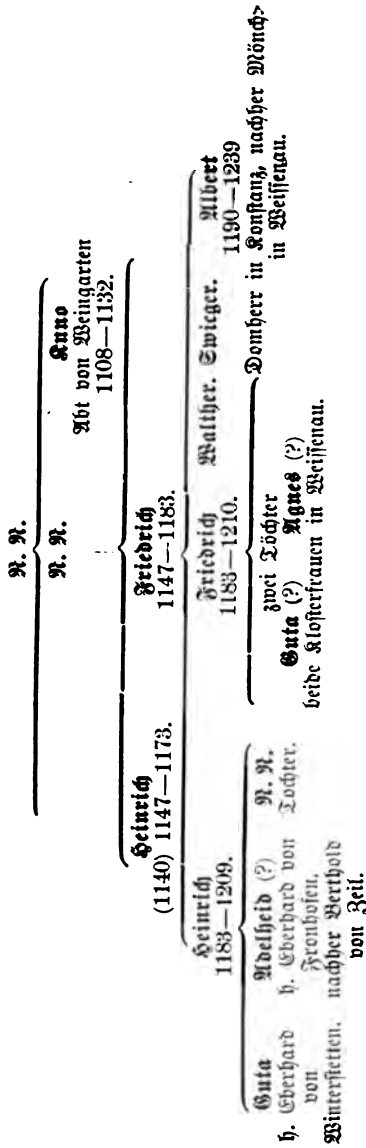 N. N.
N. N.
Kuno
Abt von Weingarten
1108—1132.
Heinrich
(1140) 1147—1173.
Friedrich
1147—1183.
Heinrich
1183—1209.
Friedrich
1183—1210.
Walther. Swieger.
Albert
1190—1239
Domherr in Konstanz, nachher Mönch
in Weissenau.
zwei Töchter
Guta (?) Agnes (?)
beide Klosterfrauen in Weissenau.
Guta
h. Eberhard
von
Winterstetten.
Adelheid (?)
h. Eberhard von
Fronhofen.
nachher Berthold
von Zeil.
N. N.
Tochter.